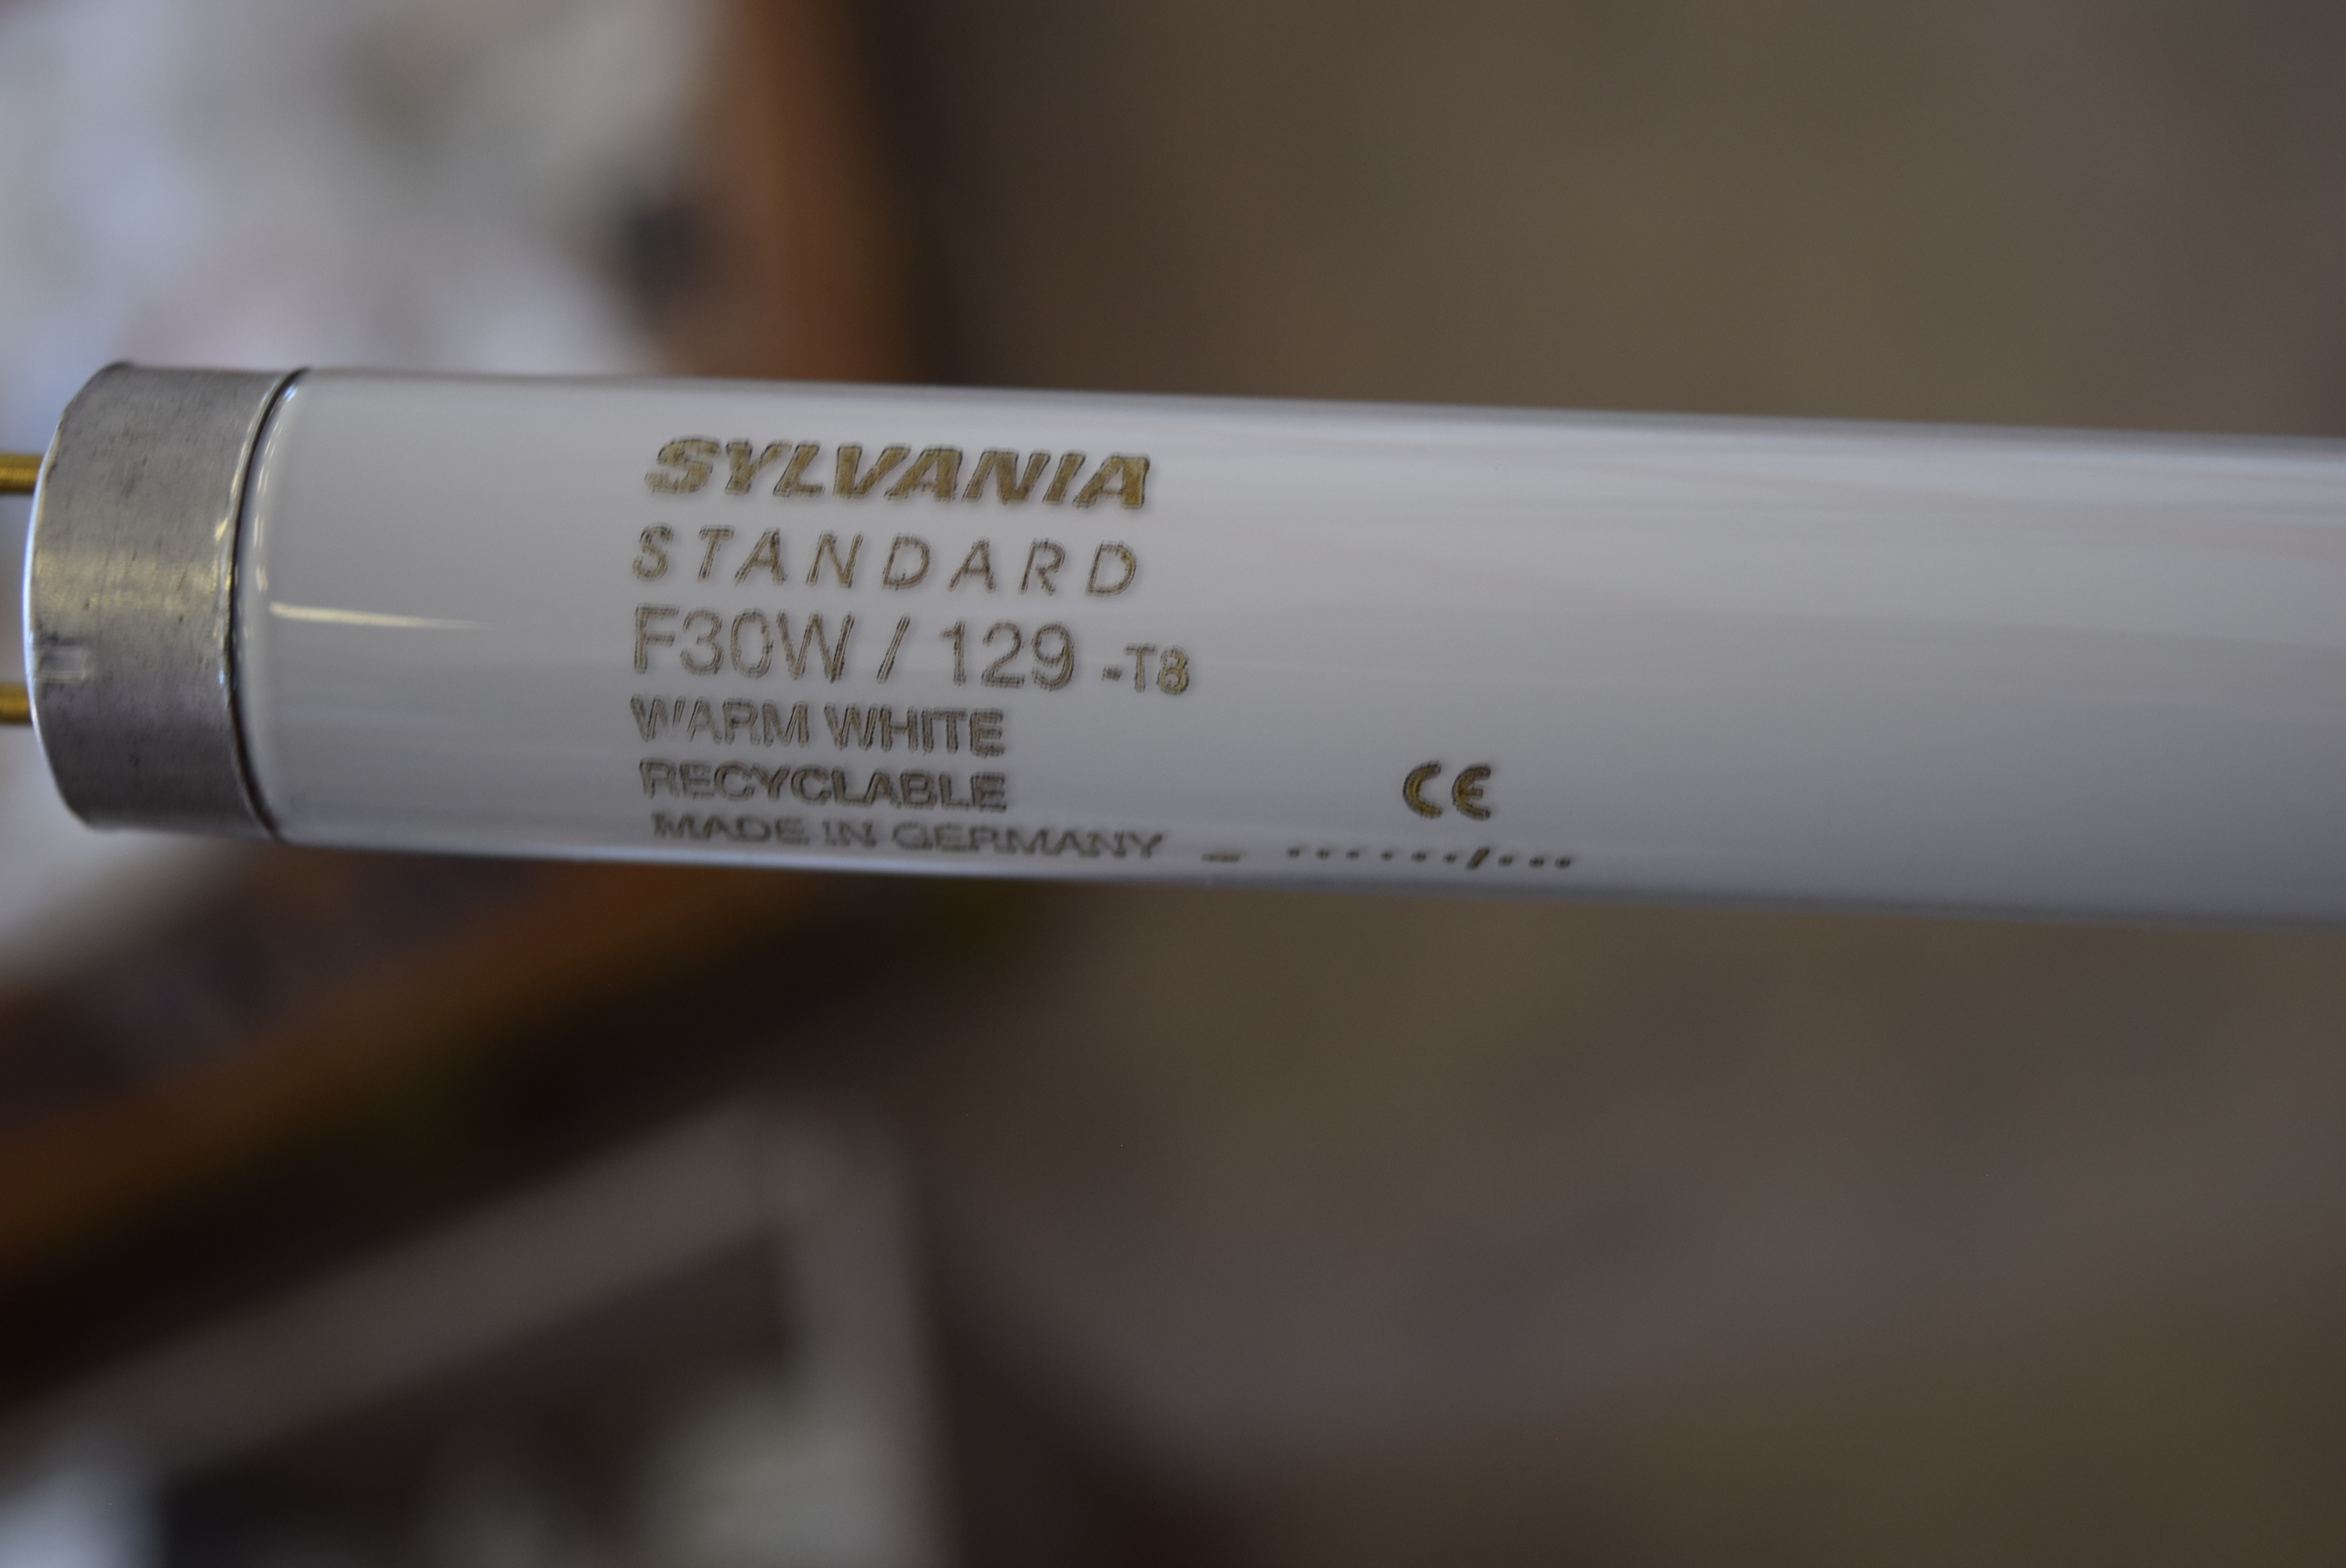 SYLVANIA
STANDARD
F30W / 129 -T8
WARM WHITE
RECYCLABLE
CE
MADE IN GERMANY _ ······/···